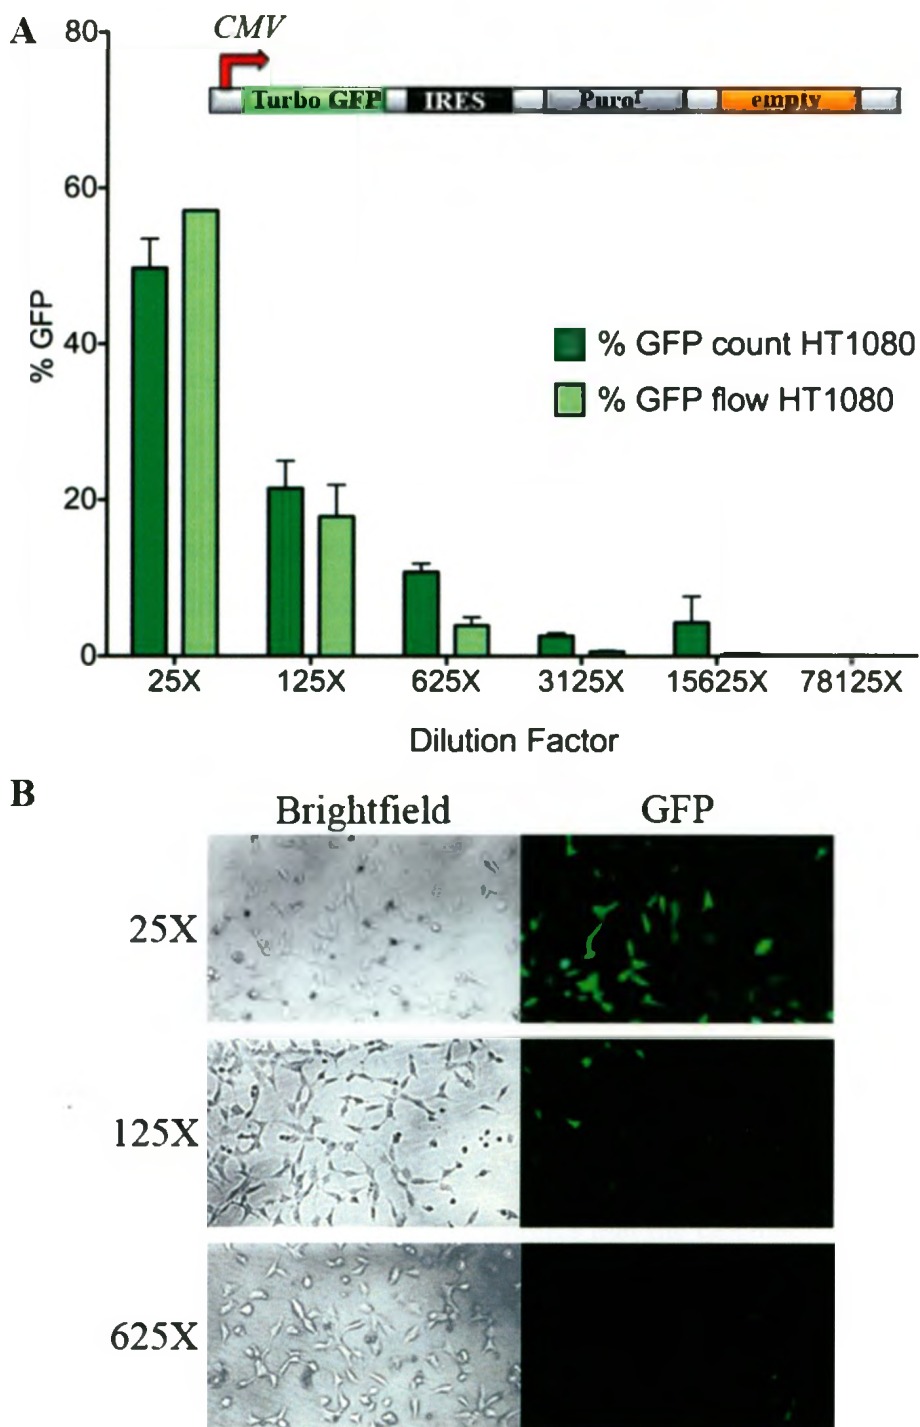 A
80
CMV
Turbo GFP IRES Puroʳ empty
60
% GFP
40
% GFP count HT1080
% GFP flow HT1080
20
0
25X 125X 625X 3125X 15625X 78125X
Dilution Factor
B
Brightfield GFP
25X
125X
625X